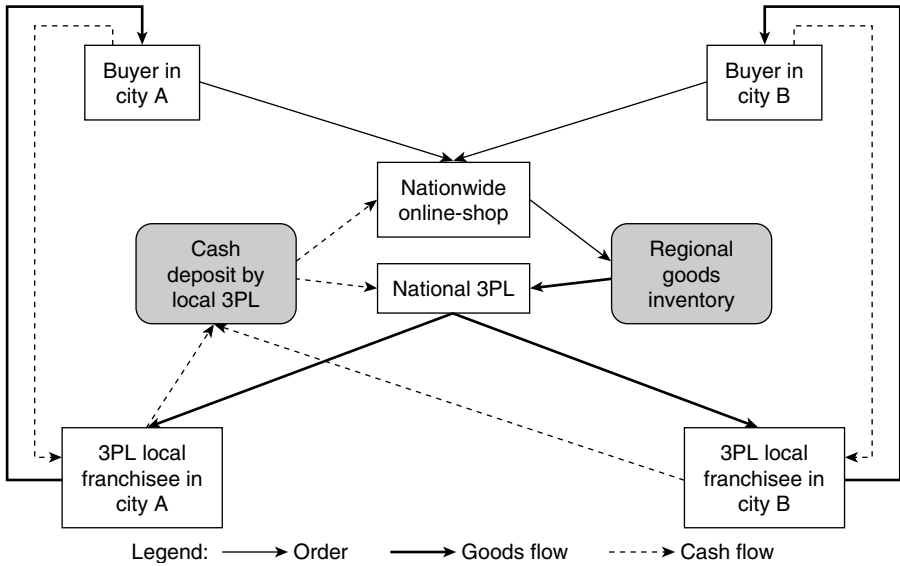 Buyer in
city A
Buyer in
city B
Nationwide
online-shop
Cash
deposit by
local 3PL
National 3PL
Regional
goods
inventory
3PL local
franchisee in
city A
3PL local
franchisee in
city B
Legend: Order Goods flow Cash flow